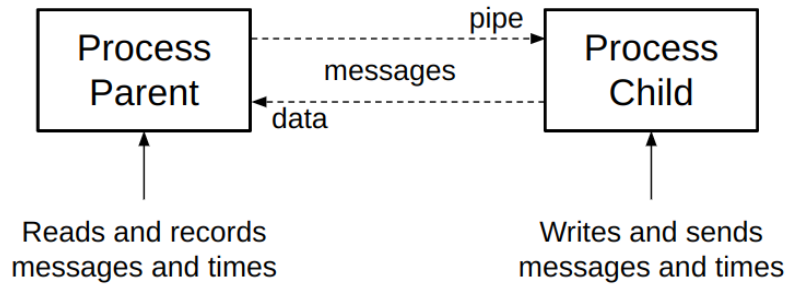 Process
Parent
pipe
messages
data
Process
Child
Reads and records
messages and times
Writes and sends
messages and times